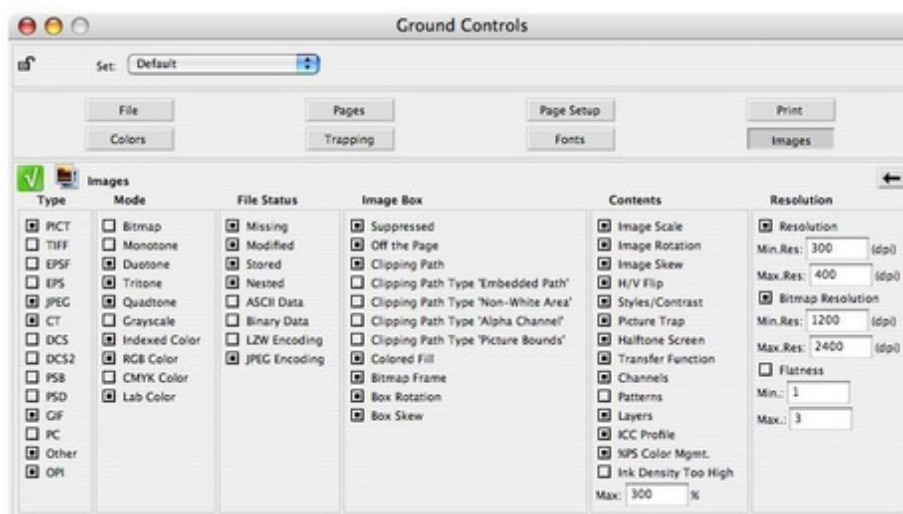 Ground Controls
Set: Default
File Pages Page Setup Print
Colors Trapping Fonts Images
√ Images
Type
PICT
TIFF
EPSF
EPS
JPEG
CT
DCS
DCS2
PSB
PSD
GIF
PC
Other
OPI
Mode
Bitmap
Monotone
Duotone
Tritone
Quadtone
Grayscale
Indexed Color
RGB Color
CMYK Color
Lab Color
File Status
Missing
Modified
Stored
Nested
ASCII Data
Binary Data
LZW Encoding
JPEG Encoding
Image Box
Suppressed
Off the Page
Clipping Path
Clipping Path Type 'Embedded Path'
Clipping Path Type 'Non-White Area'
Clipping Path Type 'Alpha Channel'
Clipping Path Type 'Picture Bounds'
Colored Fill
Bitmap Frame
Box Rotation
Box Skew
Contents
Image Scale
Image Rotation
Image Skew
H/V Flip
Styles/Contrast
Picture Trap
Halftone Screen
Transfer Function
Channels
Patterns
Layers
ICC Profile
%PS Color Mgmt.
Ink Density Too High
Max: 300 %
Resolution
Resolution
Min.Res: 300 (dpi)
Max.Res: 400 (dpi)
Bitmap Resolution
Min.Res: 1200 (dpi)
Max.Res: 2400 (dpi)
Flatness
Min.: 1
Max.: 3